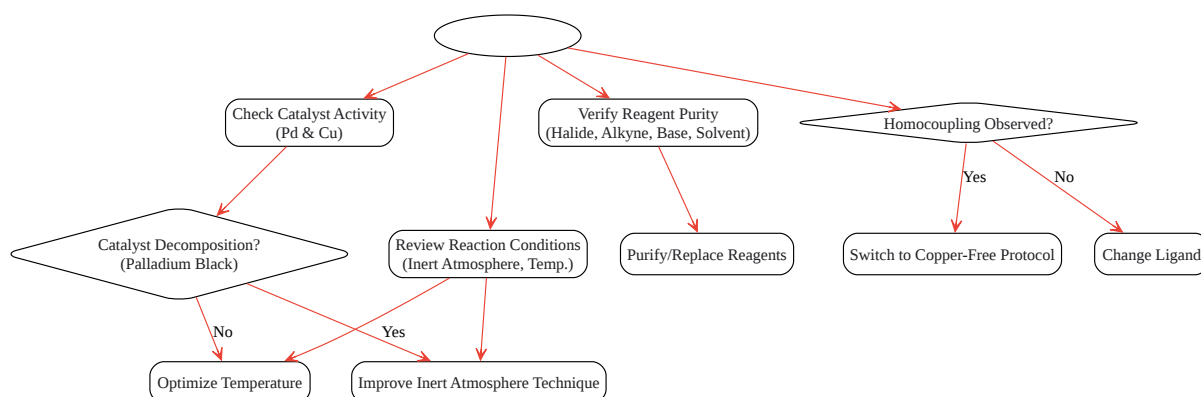 Check Catalyst Activity
(Pd & Cu)
Verify Reagent Purity
(Halide, Alkyne, Base, Solvent)
Homocoupling Observed?
Yes
No
Catalyst Decomposition?
(Palladium Black)
Review Reaction Conditions
(Inert Atmosphere, Temp.)
Purify/Replace Reagents
Switch to Copper-Free Protocol
Change Ligand
No
Yes
Optimize Temperature
Improve Inert Atmosphere Technique